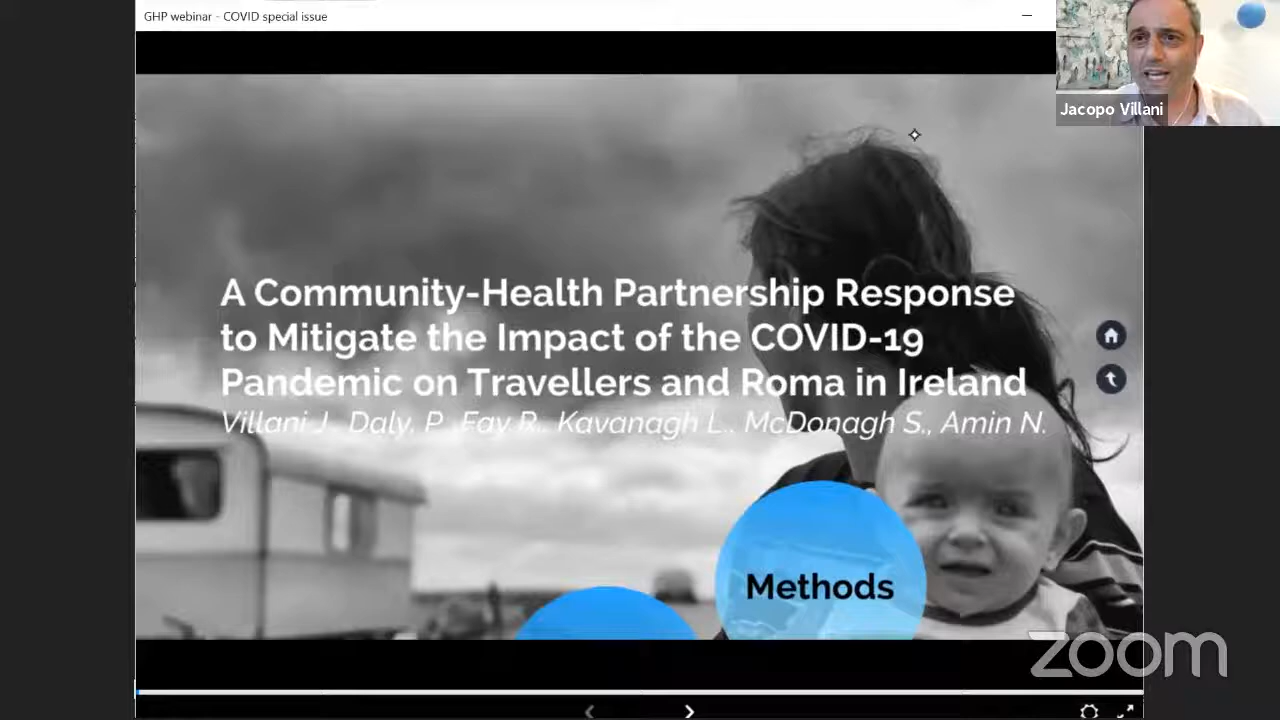 GHP webinar - COVID special issue
Jacopo Villani
A Community-Health Partnership Response
to Mitigate the Impact of the COVID-19
Pandemic on Travellers and Roma in Ireland
Villani J., Daly, P., Fay R., Kavanagh L., McDonagh S., Amin N.
Methods
zoom